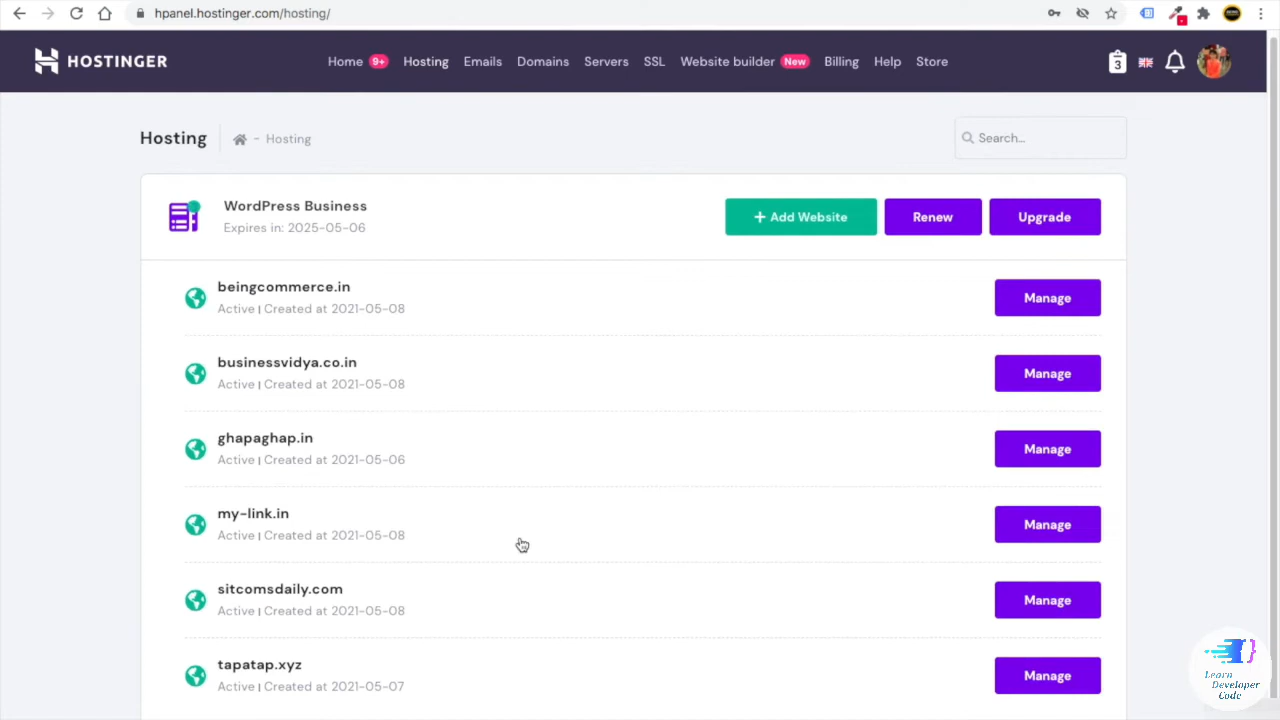 hpanel.hostinger.com/hosting/
HOSTINGER
Home 9+ Hosting Emails Domains Servers SSL Website builder New Billing Help Store
3
Hosting - Hosting
Search...
WordPress Business
Expires in: 2025-05-06
+ Add Website Renew Upgrade
beingcommerce.in
Active | Created at 2021-05-08
Manage
businessvidya.co.in
Active | Created at 2021-05-08
Manage
ghapaghap.in
Active | Created at 2021-05-06
Manage
my-link.in
Active | Created at 2021-05-08
Manage
sitcomsdaily.com
Active | Created at 2021-05-08
Manage
tapatap.xyz
Active | Created at 2021-05-07
Manage
Learn
Developer
Code